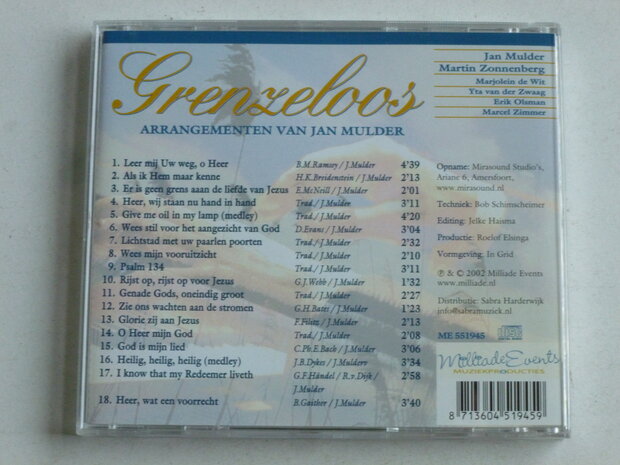 Grenzeloos
ARRANGEMENTEN VAN JAN MULDER
Jan Mulder
Martin Zonnenberg
Marjolein de Wit
Yta van der Zwaag
Erik Olsman
Marcel Zimmer
1. Leer mij Uw weg, o Heer B.M.Ramsey / J.Mulder 4'39
2. Als ik Hem maar kenne H.K.Breidenstein / J.Mulder 2'13
3. Er is geen grens aaan de liefde van Jezus E.McNeill / J.Mulder 2'01
4. Heer, wij staan nu hand in hand Trad./ J.Mulder 3'11
5. Give me oil in my lamp (medley) Trad./ J.Mulder 4'20
6. Wees stil voor het aangezicht van God D.Evans / J.Mulder 3'04
7. Lichtstad met uw paarlen poorten Trad./ J.Mulder 2'32
8. Wees mijn vooruitzicht Trad./ J.Mulder 2'10
9. Psalm 134 Trad./ J.Mulder 3'11
10. Rijst op, rijst op voor Jezus G.J.Webb / J.Mulder 1'32
11. Genade Gods, oneindig groot Trad./ J.Mulder 2'27
12. Zie ons wachten aan de stromen G.H.Bates / J.Mulder 1'23
13. Glorie zij aan Jezus F.Filitz / J.Mulder 2'13
14. O Heer mijn God Trad./ J.Mulder 2'08
15. God is mijn lied C.Ph.E.Bach / J.Mulder 3'06
16. Heilig, heilig, heilig (medley) J.B.Dykes / J.Mulder 3'34
17. I know that my Redeemer liveth G.F.Händel / R.v.Dijk / 2'58
J.Mulder
18. Heer, wat een voorrecht B.Gaither / J.Mulder 3'40
Opname: Mirasound Studio's,
Ariane 6, Amersfoort,
www.mirasound.nl
Techniek: Bob Schimscheimer
Editing: Jelke Haisma
Productie: Roelof Elsinga
Vormgeving: In Grid
℗ & © 2002 Milliade Events
www.milliade.nl
Distributie: Sabra Harderwijk
info@sabramuziek.nl
ME 551945
Milliade Events
MUZIEKPRODUCTIES
8 713604 519459